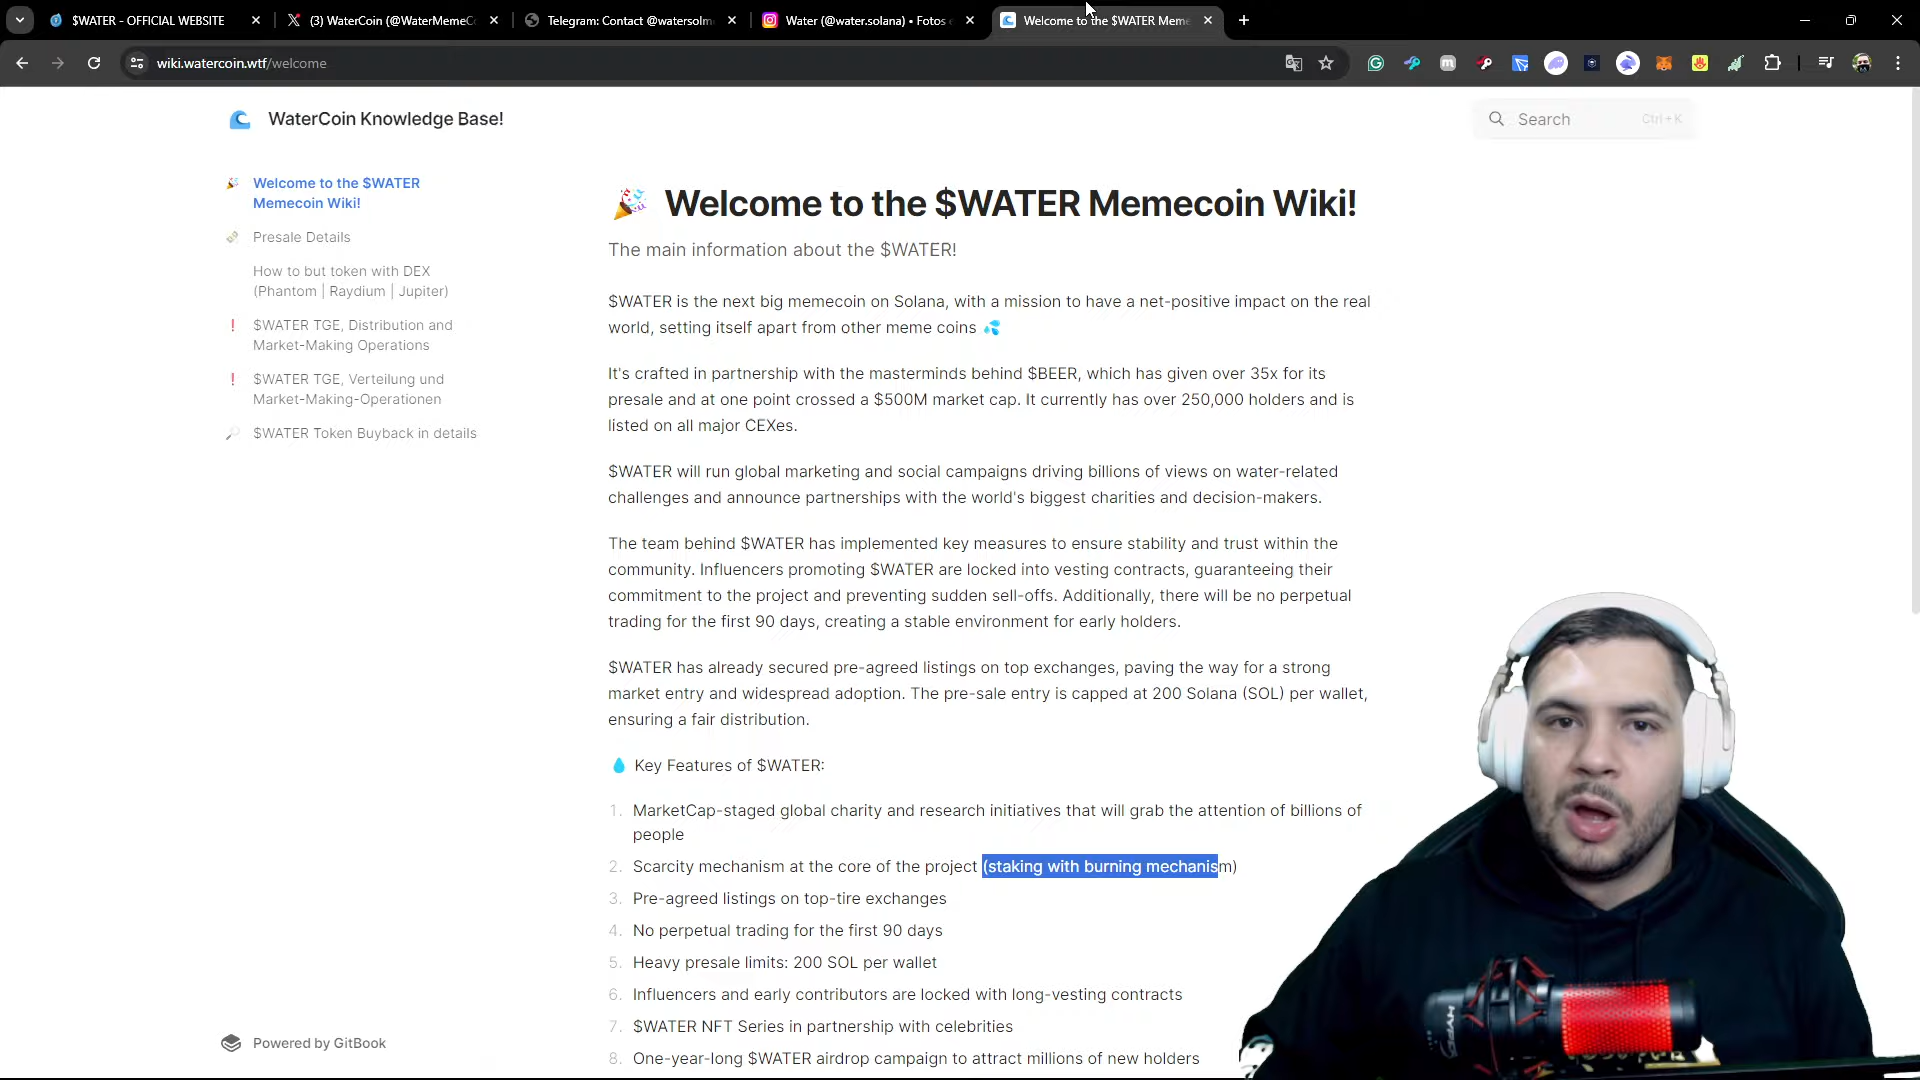 $WATER - OFFICIAL WEBSITE
(3) WaterCoin (@WaterMemeCo
Telegram: Contact @watersolm
Water (@water.solana) • Fotos
Welcome to the $WATER Mem
wiki.watercoin.wtf/welcome
WaterCoin Knowledge Base!
Search
Ctrl+K
Welcome to the $WATER
Memecoin Wiki!
Presale Details
How to but token with DEX
(Phantom | Raydium | Jupiter)
$WATER TGE, Distribution and
Market-Making Operations
$WATER TGE, Verteilung und
Market-Making-Operationen
$WATER Token Buyback in details
Powered by GitBook
Welcome to the $WATER Memecoin Wiki!
The main information about the $WATER!
$WATER is the next big memecoin on Solana, with a mission to have a net-positive impact on the real
world, setting itself apart from other meme coins 💦
It's crafted in partnership with the masterminds behind $BEER, which has given over 35x for its
presale and at one point crossed a $500M market cap. It currently has over 250,000 holders and is
listed on all major CEXes.
$WATER will run global marketing and social campaigns driving billions of views on water-related
challenges and announce partnerships with the world's biggest charities and decision-makers.
The team behind $WATER has implemented key measures to ensure stability and trust within the
community. Influencers promoting $WATER are locked into vesting contracts, guaranteeing their
commitment to the project and preventing sudden sell-offs. Additionally, there will be no perpetual
trading for the first 90 days, creating a stable environment for early holders.
$WATER has already secured pre-agreed listings on top exchanges, paving the way for a strong
market entry and widespread adoption. The pre-sale entry is capped at 200 Solana (SOL) per wallet,
ensuring a fair distribution.
💧 Key Features of $WATER:
1. MarketCap-staged global charity and research initiatives that will grab the attention of billions of
people
2. Scarcity mechanism at the core of the project (staking with burning mechanism)
3. Pre-agreed listings on top-tire exchanges
4. No perpetual trading for the first 90 days
5. Heavy presale limits: 200 SOL per wallet
6. Influencers and early contributors are locked with long-vesting contracts
7. $WATER NFT Series in partnership with celebrities
8. One-year-long $WATER airdrop campaign to attract millions of new holders